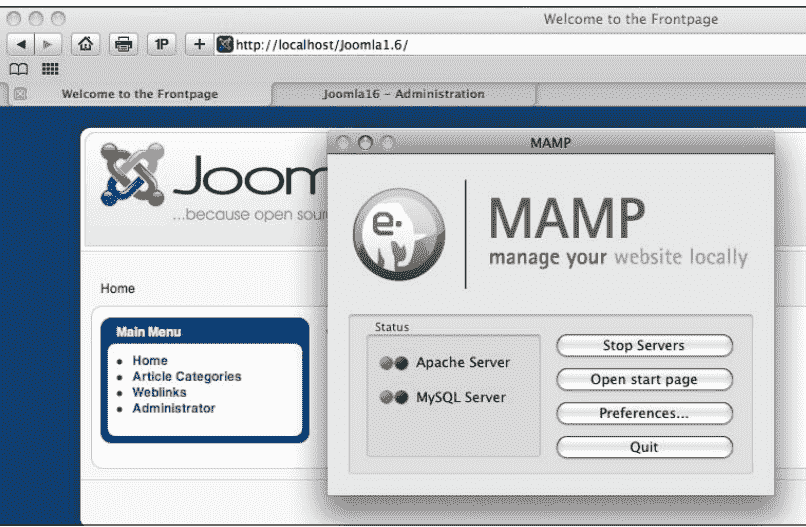 Welcome to the Frontpage
1P + http://localhost/Joomla1.6/
Welcome to the Frontpage
Joomla16 - Administration
MAMP
Joom
...because open sour
e.
MAMP
manage your website locally
Home
Main Menu
Home
Article Categories
Weblinks
Administrator
Status
Apache Server
MySQL Server
Stop Servers
Open start page
Preferences...
Quit